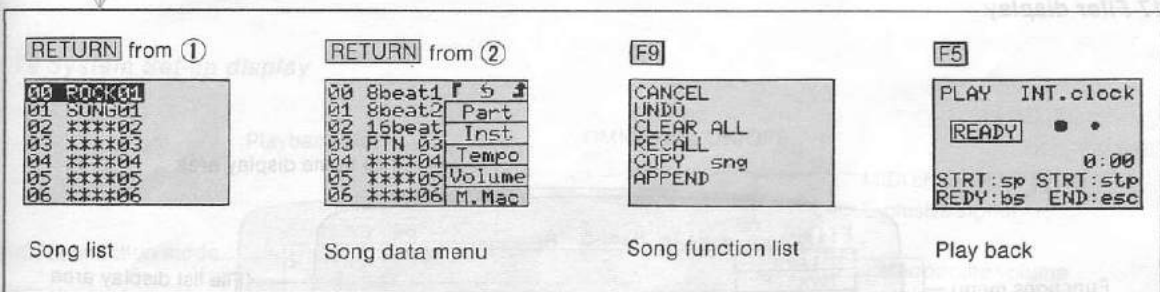 RETURN from ①
00 ROCK01
01 SONG01
02 ****02
03 ****03
04 ****04
05 ****05
06 ****06
Song list
RETURN from ②
00 8beat1
01 8beat2 Part
02 16beat Inst.
03 PTN 03
04 ****04 Tempo
05 ****05 Volume
06 ****06 M.Mac
Song data menu
F9
CANCEL
UNDO
CLEAR ALL
RECALL
COPY sng
APPEND
Song function list
F5
PLAY INT.clock
READY
0:00
STRT:sp STRT:stp
REDY:bs END:esc
Play back